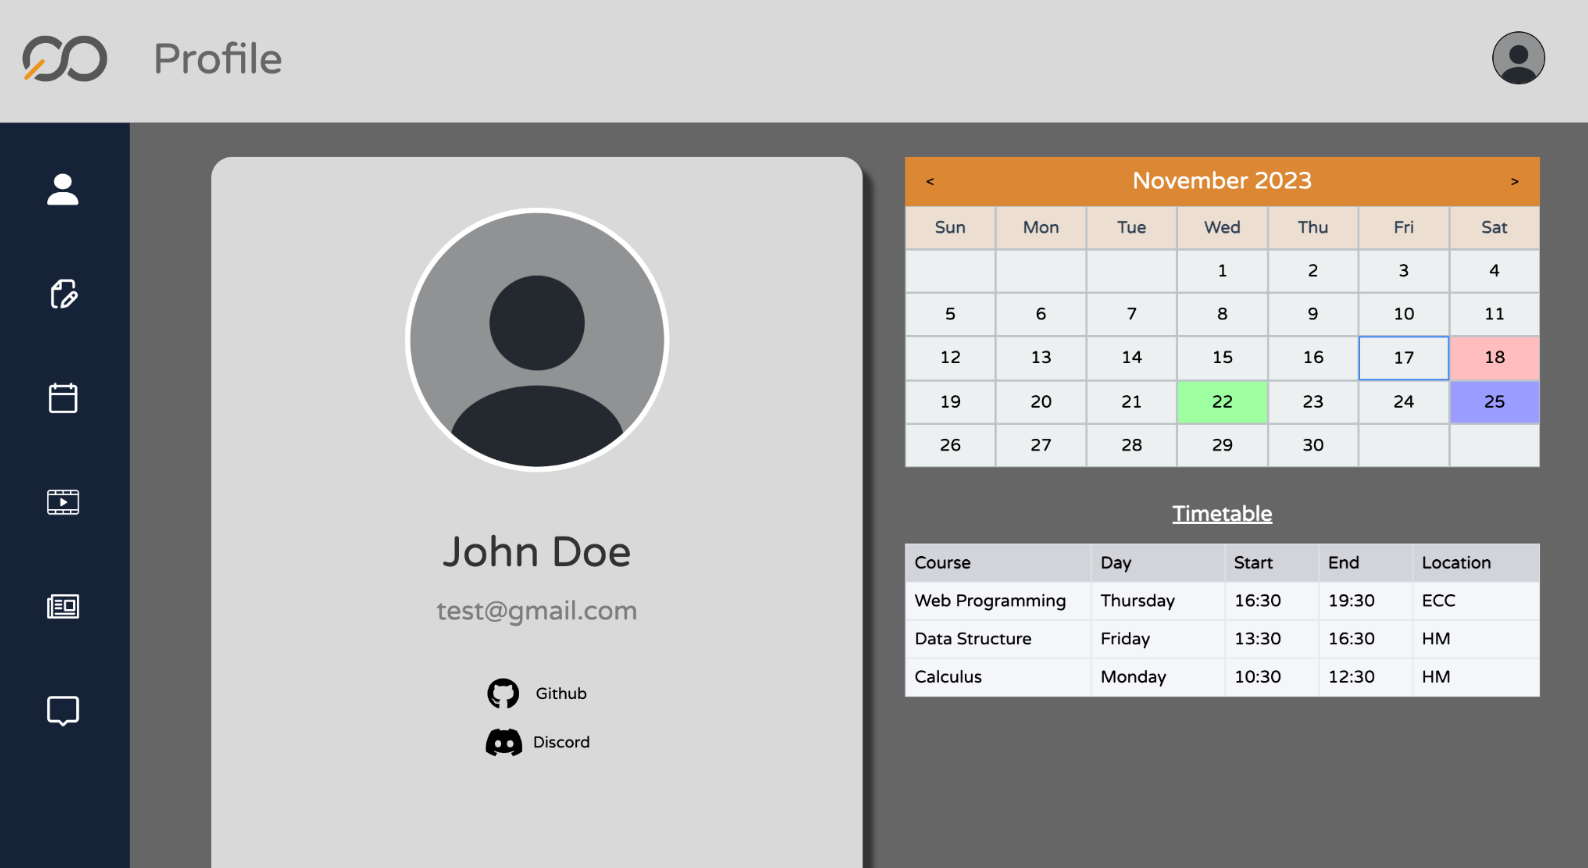 Profile
John Doe
test@gmail.com
Github
Discord
< November 2023 >
Sun Mon Tue Wed Thu Fri Sat
1 2 3 4
5 6 7 8 9 10 11
12 13 14 15 16 17 18
19 20 21 22 23 24 25
26 27 28 29 30
Timetable
Course Day Start End Location
Web Programming Thursday 16:30 19:30 ECC
Data Structure Friday 13:30 16:30 HM
Calculus Monday 10:30 12:30 HM